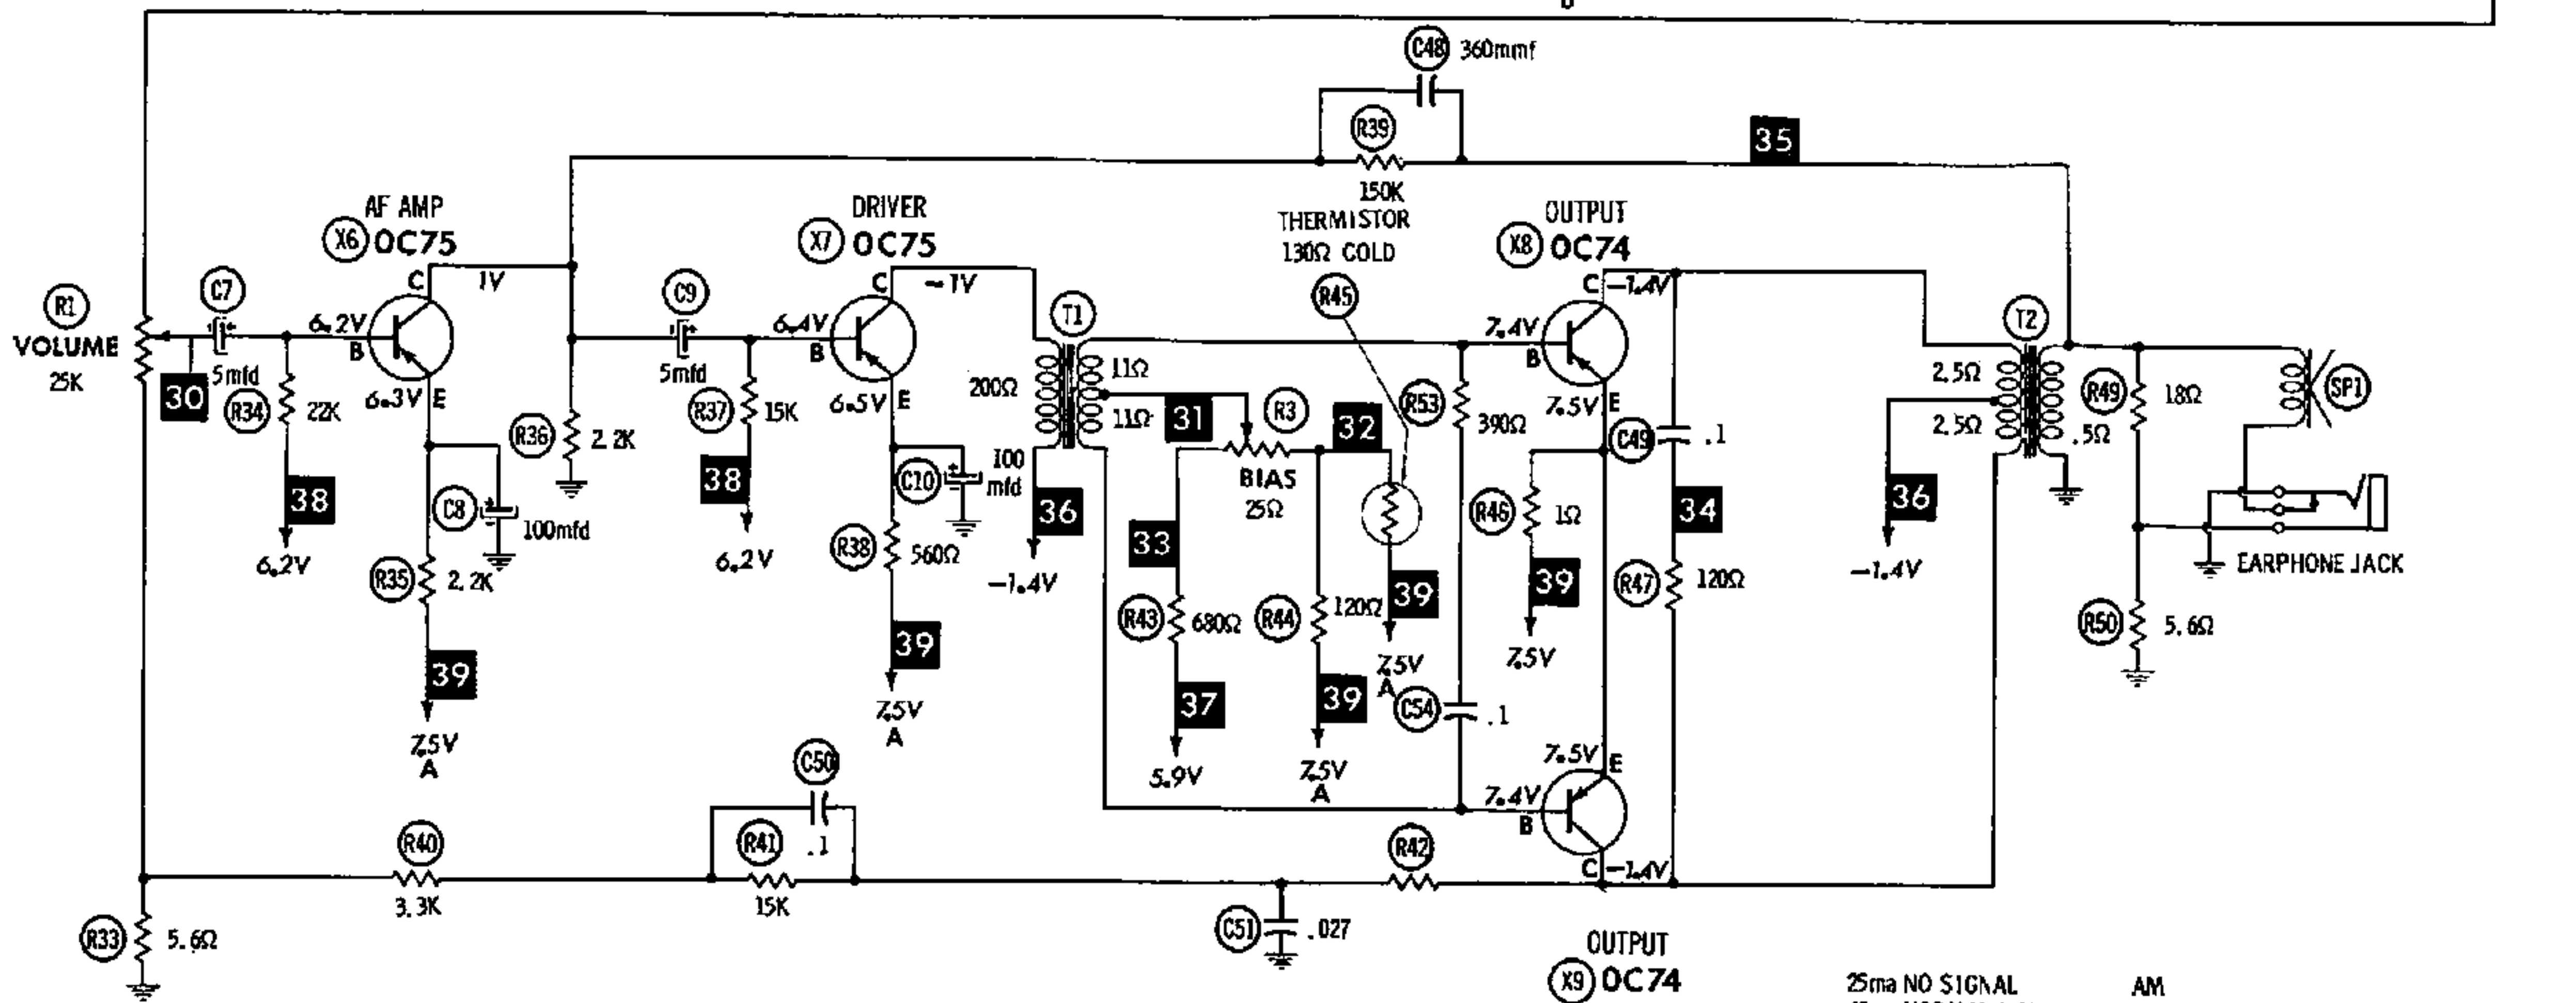 C48 360mmf
R39
150K
35
AF AMP
X6 OC75
DRIVER
X7 OC75
THERMISTOR
130Ω COLD
R45
OUTPUT
X8 OC74
R1
VOLUME
25K
30
C7
5mfd
R34
22K
38
6.2V
6.2V
B
C
1V
6.3V E
C8
100mfd
R35
2.2K
39
7.5V
A
R36
2.2K
C9
5mfd
R37
15K
38
6.2V
6.4V
B
C
-1V
6.5V E
C10
100
mfd
R38
560Ω
39
7.5V
A
T1
200Ω
11Ω
11Ω
36
-1.4V
31
R3
BIAS
25Ω
32
33
R43
680Ω
37
5.9V
R44
120Ω
39
7.5V
A
39
7.5V
A
R53
390Ω
C54
.1
7.4V
B
C
-1.4V
7.5V
E
R46
1Ω
39
7.5V
C49
.1
34
R47
120Ω
7.5V
E
7.4V
B
C
-1.4V
T2
2.5Ω
2.5Ω
.5Ω
36
-1.4V
R49
18Ω
R50
5.6Ω
SP1
EARPHONE JACK
R40
3.3K
C50
.1
R41
15K
R42
C51
.027
R33
5.6Ω
OUTPUT
X9 OC74
25ma NO SIGNAL
AM